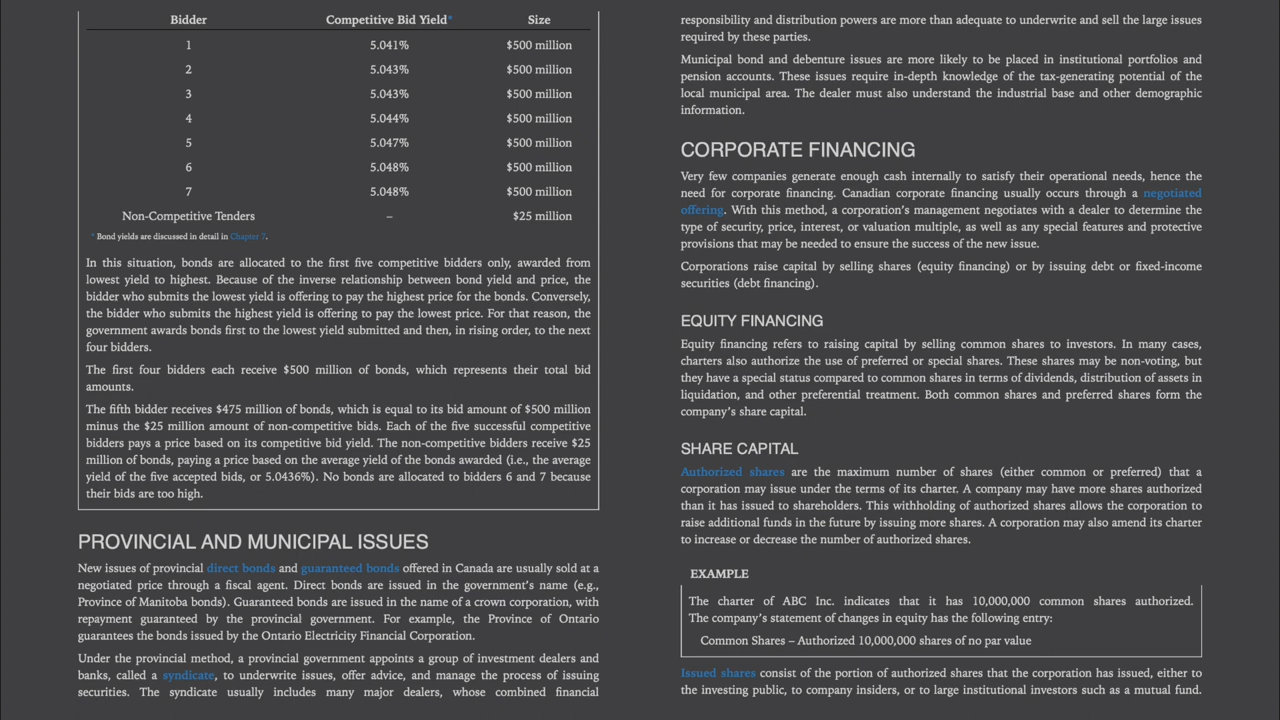 Bidder Competitive Bid Yield* Size
1 5.041% $500 million
2 5.043% $500 million
3 5.043% $500 million
4 5.044% $500 million
5 5.047% $500 million
6 5.048% $500 million
7 5.048% $500 million
Non-Competitive Tenders – $25 million
* Bond yields are discussed in detail in Chapter 7.
In this situation, bonds are allocated to the first five competitive bidders only, awarded from
lowest yield to highest. Because of the inverse relationship between bond yield and price, the
bidder who submits the lowest yield is offering to pay the highest price for the bonds. Conversely,
the bidder who submits the highest yield is offering to pay the lowest price. For that reason, the
government awards bonds first to the lowest yield submitted and then, in rising order, to the next
four bidders.
The first four bidders each receive $500 million of bonds, which represents their total bid
amounts.
The fifth bidder receives $475 million of bonds, which is equal to its bid amount of $500 million
minus the $25 million amount of non-competitive bids. Each of the five successful competitive
bidders pays a price based on its competitive bid yield. The non-competitive bidders receive $25
million of bonds, paying a price based on the average yield of the bonds awarded (i.e., the average
yield of the five accepted bids, or 5.0436%). No bonds are allocated to bidders 6 and 7 because
their bids are too high.
PROVINCIAL AND MUNICIPAL ISSUES
New issues of provincial direct bonds and guaranteed bonds offered in Canada are usually sold at a
negotiated price through a fiscal agent. Direct bonds are issued in the government's name (e.g.,
Province of Manitoba bonds). Guaranteed bonds are issued in the name of a crown corporation, with
repayment guaranteed by the provincial government. For example, the Province of Ontario
guarantees the bonds issued by the Ontario Electricity Financial Corporation.
Under the provincial method, a provincial government appoints a group of investment dealers and
banks, called a syndicate, to underwrite issues, offer advice, and manage the process of issuing
securities. The syndicate usually includes many major dealers, whose combined financial
responsibility and distribution powers are more than adequate to underwrite and sell the large issues
required by these parties.
Municipal bond and debenture issues are more likely to be placed in institutional portfolios and
pension accounts. These issues require in-depth knowledge of the tax-generating potential of the
local municipal area. The dealer must also understand the industrial base and other demographic
information.
CORPORATE FINANCING
Very few companies generate enough cash internally to satisfy their operational needs, hence the
need for corporate financing. Canadian corporate financing usually occurs through a negotiated
offering. With this method, a corporation's management negotiates with a dealer to determine the
type of security, price, interest, or valuation multiple, as well as any special features and protective
provisions that may be needed to ensure the success of the new issue.
Corporations raise capital by selling shares (equity financing) or by issuing debt or fixed-income
securities (debt financing).
EQUITY FINANCING
Equity financing refers to raising capital by selling common shares to investors. In many cases,
charters also authorize the use of preferred or special shares. These shares may be non-voting, but
they have a special status compared to common shares in terms of dividends, distribution of assets in
liquidation, and other preferential treatment. Both common shares and preferred shares form the
company's share capital.
SHARE CAPITAL
Authorized shares are the maximum number of shares (either common or preferred) that a
corporation may issue under the terms of its charter. A company may have more shares authorized
than it has issued to shareholders. This withholding of authorized shares allows the corporation to
raise additional funds in the future by issuing more shares. A corporation may also amend its charter
to increase or decrease the number of authorized shares.
EXAMPLE
The charter of ABC Inc. indicates that it has 10,000,000 common shares authorized.
The company's statement of changes in equity has the following entry:
Common Shares – Authorized 10,000,000 shares of no par value
Issued shares consist of the portion of authorized shares that the corporation has issued, either to
the investing public, to company insiders, or to large institutional investors such as a mutual fund.